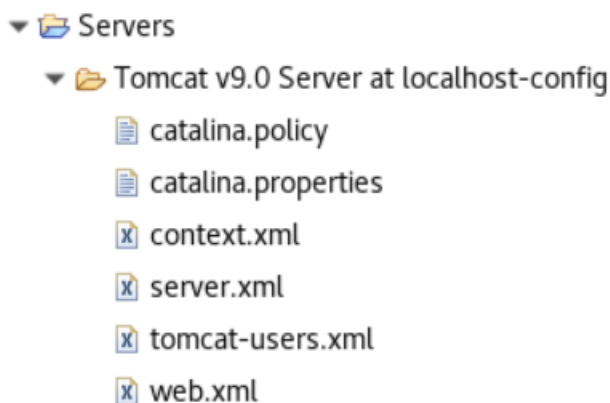 Servers
Tomcat v9.0 Server at localhost-config
catalina.policy
catalina.properties
context.xml
server.xml
tomcat-users.xml
web.xml